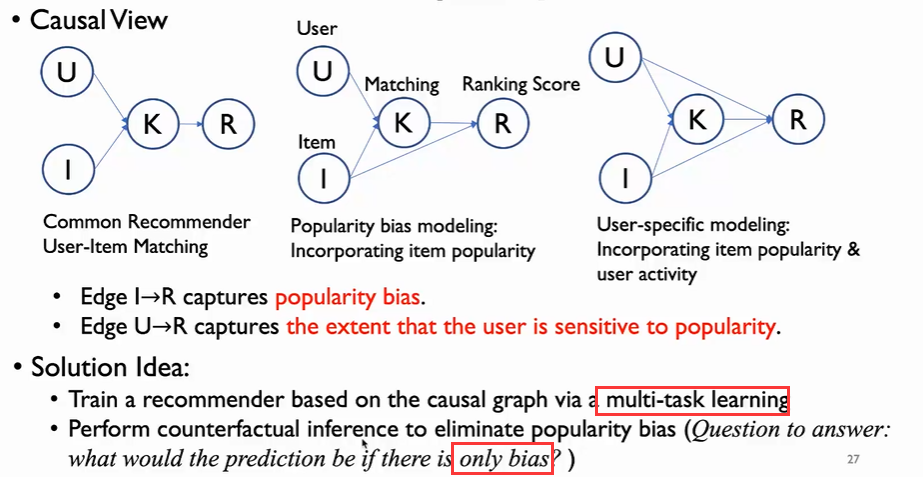 • Causal View
User
U
U
U
Matching
Ranking Score
K
R
K
R
K
R
Item
I
I
I
Common Recommender
User-Item Matching
Popularity bias modeling:
Incorporating item popularity
User-specific modeling:
Incorporating item popularity &
user activity
• Edge I→R captures popularity bias.
• Edge U→R captures the extent that the user is sensitive to popularity.
• Solution Idea:
• Train a recommender based on the causal graph via a multi-task learning
• Perform counterfactual inference to eliminate popularity bias (Question to answer:
what would the prediction be if there is only bias? )
27